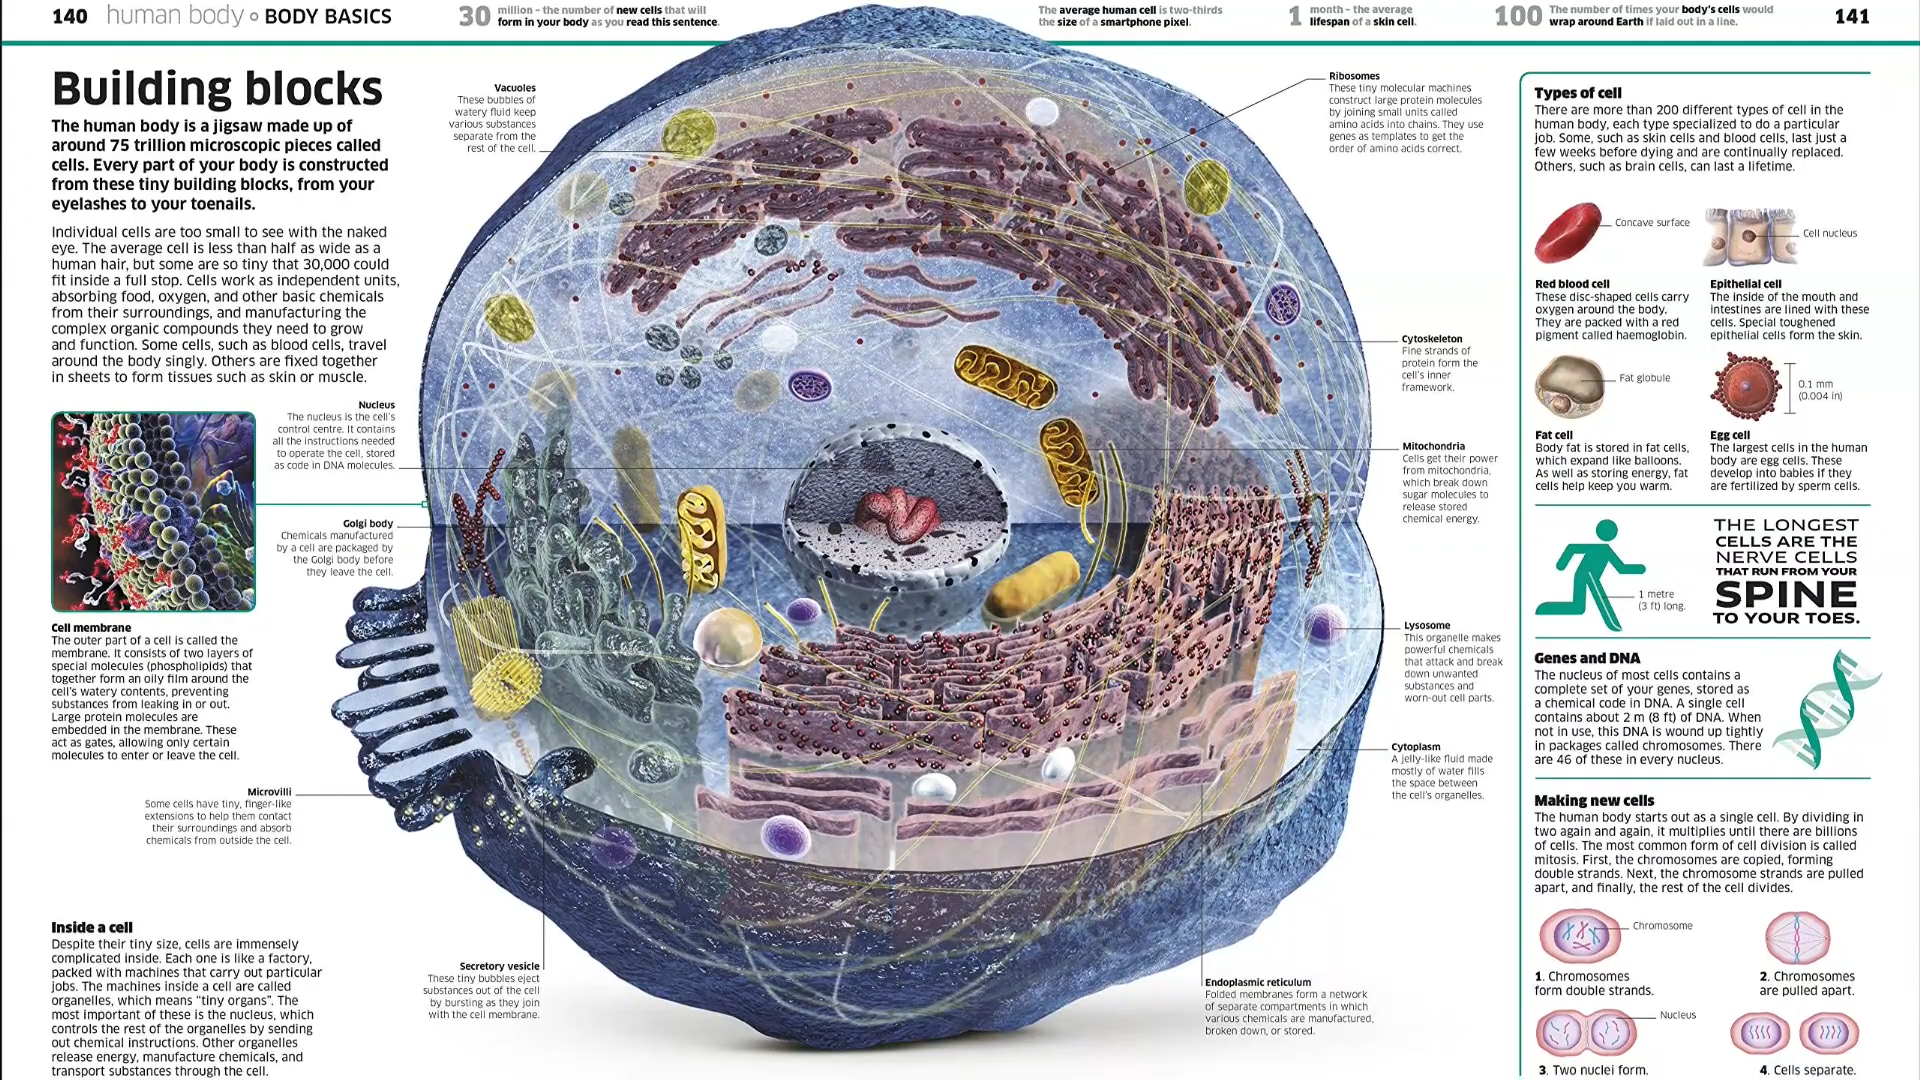 140 human body ○ BODY BASICS
30 million – the number of new cells that will
form in your body as you read this sentence.
The average human cell is two-thirds
the size of a smartphone pixel.
1 month – the average
lifespan of a skin cell.
100 The number of times your body's cells would
wrap around Earth if laid out in a line.
141
Building blocks
The human body is a jigsaw made up of
around 75 trillion microscopic pieces called
cells. Every part of your body is constructed
from these tiny building blocks, from your
eyelashes to your toenails.
Individual cells are too small to see with the naked
eye. The average cell is less than half as wide as a
human hair, but some are so tiny that 30,000 could
fit inside a full stop. Cells work as independent units,
absorbing food, oxygen, and other basic chemicals
from their surroundings, and manufacturing the
complex organic compounds they need to grow
and function. Some cells, such as blood cells, travel
around the body singly. Others are fixed together
in sheets to form tissues such as skin or muscle.
Vacuoles
These bubbles of
watery fluid keep
various substances
separate from the
rest of the cell.
Nucleus
The nucleus is the cell's
control centre. It contains
all the instructions needed
to operate the cell, stored
as code in DNA molecules.
Golgi body
Chemicals manufactured
by a cell are packaged by
the Golgi body before
they leave the cell.
Cell membrane
The outer part of a cell is called the
membrane. It consists of two layers of
special molecules (phospholipids) that
together form an oily film around the
cell's watery contents, preventing
substances from leaking in or out.
Large protein molecules are
embedded in the membrane. These
act as gates, allowing only certain
molecules to enter or leave the cell.
Microvilli
Some cells have tiny, finger-like
extensions to help them contact
their surroundings and absorb
chemicals from outside the cell.
Inside a cell
Despite their tiny size, cells are immensely
complicated inside. Each one is like a factory,
packed with machines that carry out particular
jobs. The machines inside a cell are called
organelles, which means “tiny organs”. The
most important of these is the nucleus, which
controls the rest of the organelles by sending
out chemical instructions. Other organelles
release energy, manufacture chemicals, and
transport substances through the cell.
Secretory vesicle
These tiny bubbles eject
substances out of the cell
by bursting as they join
with the cell membrane.
Ribosomes
These tiny molecular machines
construct large protein molecules
by joining small units called
amino acids into chains. They use
genes as templates to get the
order of amino acids correct.
Cytoskeleton
Fine strands of
protein form the
cell's inner
framework.
Mitochondria
Cells get their power
from mitochondria,
which break down
sugar molecules to
release stored
chemical energy.
Lysosome
This organelle makes
powerful chemicals
that attack and break
down unwanted
substances and
worn-out cell parts.
Cytoplasm
A jelly-like fluid made
mostly of water fills
the space between
the cell's organelles.
Endoplasmic reticulum
Folded membranes form a network
of separate compartments in which
various chemicals are manufactured,
broken down, or stored.
Types of cell
There are more than 200 different types of cell in the
human body, each type specialized to do a particular
job. Some, such as skin cells and blood cells, last just a
few weeks before dying and are continually replaced.
Others, such as brain cells, can last a lifetime.
Concave surface
Cell nucleus
Red blood cell
These disc-shaped cells carry
oxygen around the body.
They are packed with a red
pigment called haemoglobin.
Epithelial cell
The inside of the mouth and
intestines are lined with these
cells. Special toughened
epithelial cells form the skin.
Fat globule
0.1 mm
(0.004 in)
Fat cell
Body fat is stored in fat cells,
which expand like balloons.
As well as storing energy, fat
cells help keep you warm.
Egg cell
The largest cells in the human
body are egg cells. These
develop into babies if they
are fertilized by sperm cells.
1 metre
(3 ft) long.
THE LONGEST
CELLS ARE THE
NERVE CELLS
THAT RUN FROM YOUR
SPINE
TO YOUR TOES.
Genes and DNA
The nucleus of most cells contains a
complete set of your genes, stored as
a chemical code in DNA. A single cell
contains about 2 m (8 ft) of DNA. When
not in use, this DNA is wound up tightly
in packages called chromosomes. There
are 46 of these in every nucleus.
Making new cells
The human body starts out as a single cell. By dividing in
two again and again, it multiplies until there are billions
of cells. The most common form of cell division is called
mitosis. First, the chromosomes are copied, forming
double strands. Next, the chromosome strands are pulled
apart, and finally, the rest of the cell divides.
Chromosome
1. Chromosomes
form double strands.
2. Chromosomes
are pulled apart.
Nucleus
3. Two nuclei form.
4. Cells separate.